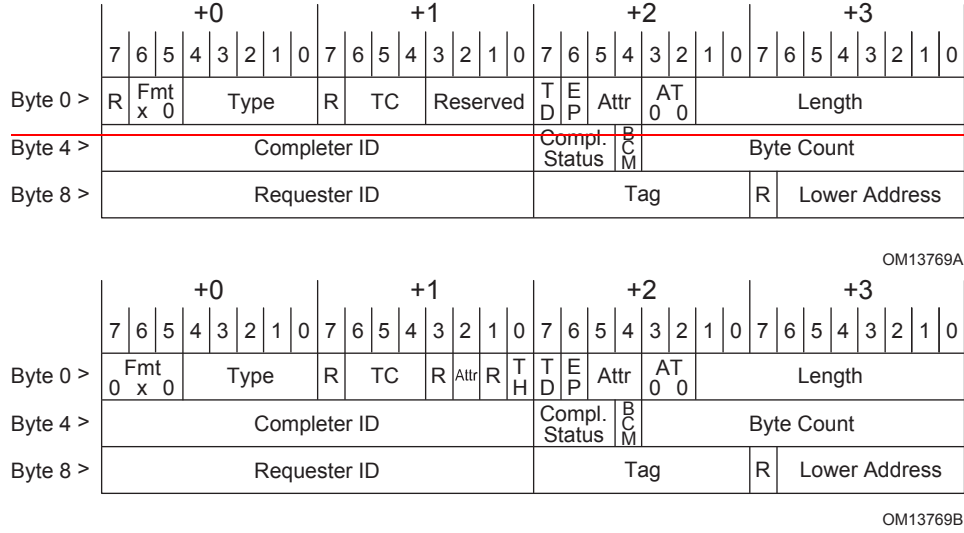 +0 +1 +2 +3
7 6 5 4 3 2 1 0 7 6 5 4 3 2 1 0 7 6 5 4 3 2 1 0 7 6 5 4 3 2 1 0
Byte 0 > R Fmt x 0 Type R TC Reserved T D E P Attr AT 0 0 Length
Byte 4 > Completer ID Compl. Status B C M Byte Count
Byte 8 > Requester ID Tag R Lower Address
OM13769A
+0 +1 +2 +3
7 6 5 4 3 2 1 0 7 6 5 4 3 2 1 0 7 6 5 4 3 2 1 0 7 6 5 4 3 2 1 0
Byte 0 > Fmt 0 x 0 Type R TC R Attr R T H T D E P Attr AT 0 0 Length
Byte 4 > Completer ID Compl. Status B C M Byte Count
Byte 8 > Requester ID Tag R Lower Address
OM13769B